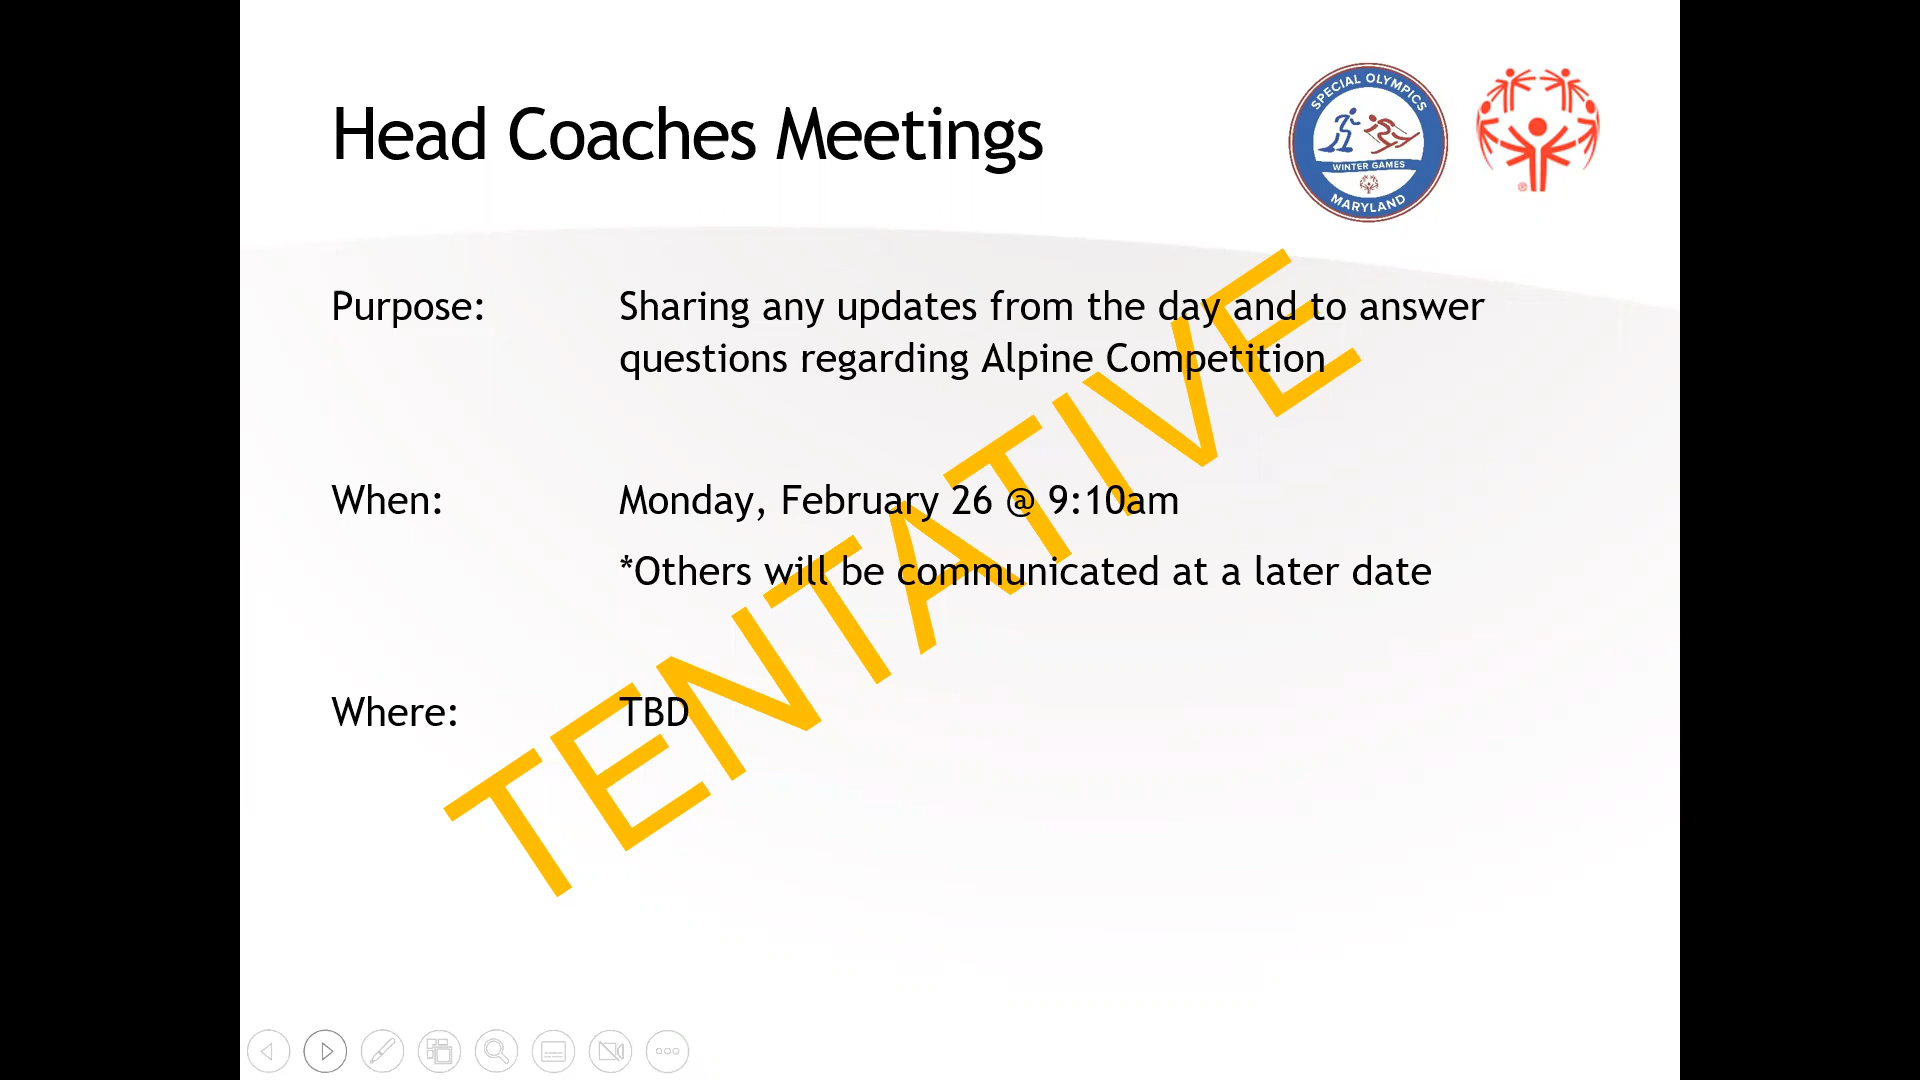 Head Coaches Meetings
SPECIAL OLYMPICS
WINTER GAMES
MARYLAND
®
Purpose: Sharing any updates from the day and to answer
questions regarding Alpine Competition
When: Monday, February 26 @ 9:10am
*Others will be communicated at a later date
Where: TBD
TENTATIVE